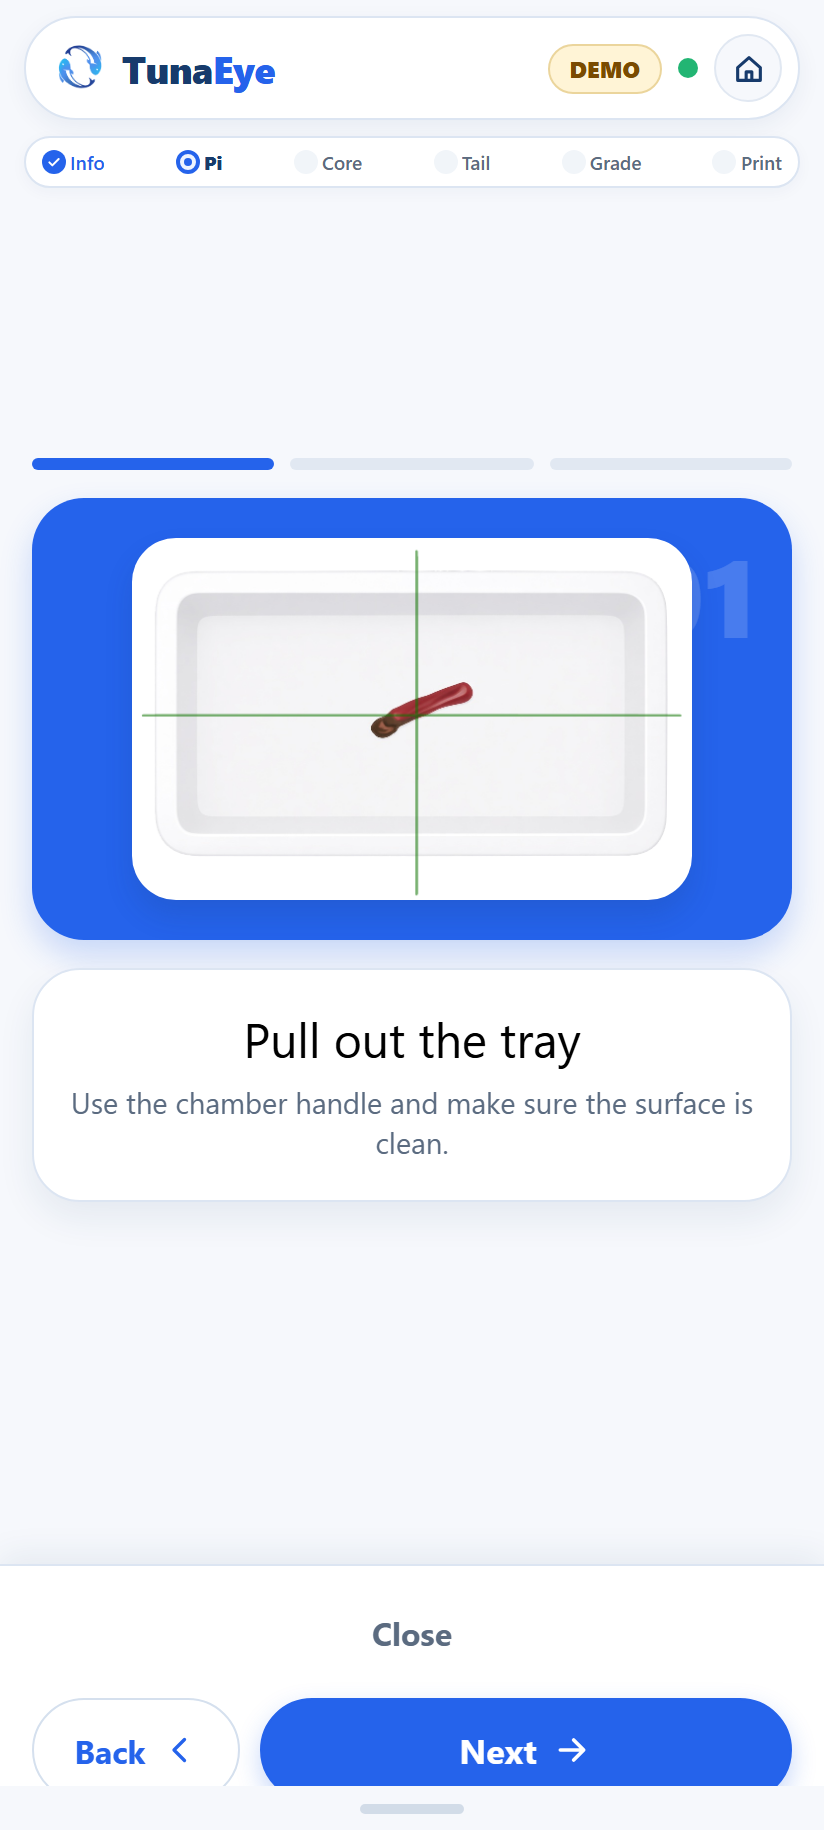 TunaEye
DEMO
Info
Pi
Core
Tail
Grade
Print
01
Pull out the tray
Use the chamber handle and make sure the surface is
clean.
Close
Back
Next